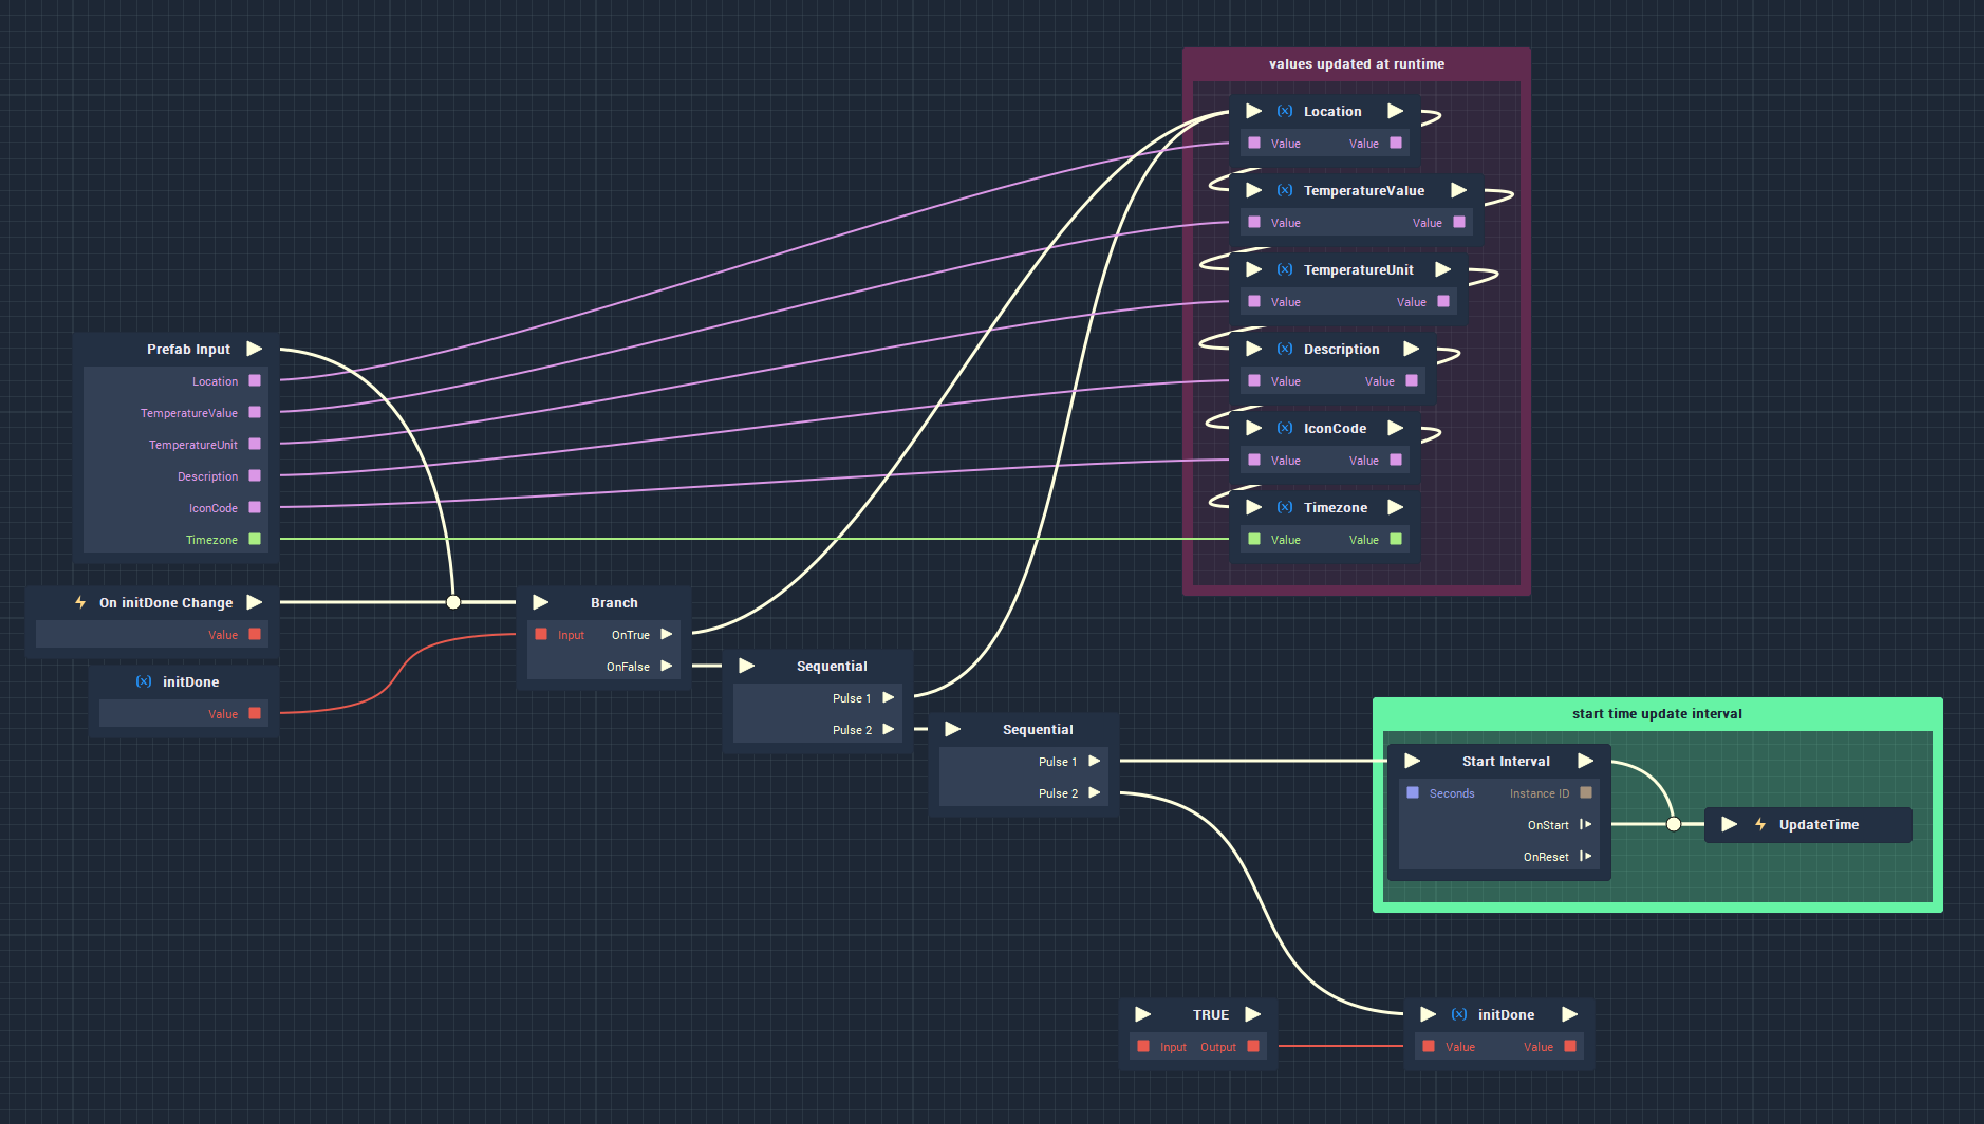 values updated at runtime
Location
Value Value
TemperatureValue
Value Value
TemperatureUnit
Value Value
Description
Value Value
IconCode
Value Value
Timezone
Value Value
Prefab Input
Location
TemperatureValue
TemperatureUnit
Description
IconCode
Timezone
On initDone Change
Value
initDone
Value
Branch
Input OnTrue
OnFalse
Sequential
Pulse 1
Pulse 2
Sequential
Pulse 1
Pulse 2
start time update interval
Start Interval
Seconds Instance ID
OnStart
OnReset
UpdateTime
TRUE
Input Output
initDone
Value Value